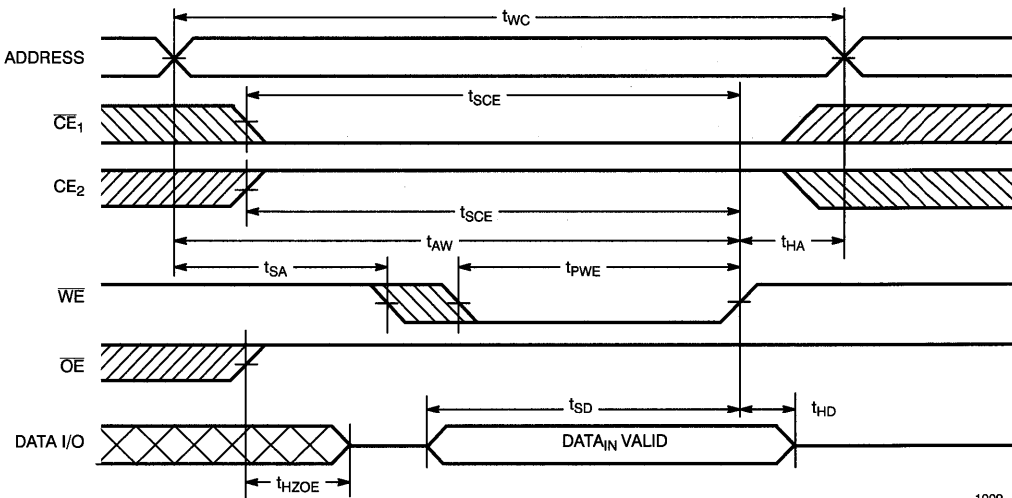 tWC
ADDRESS
tSCE
CE1
CE2
tSCE
tAW
tHA
tSA
tPWE
WE
OE
tSD
tHD
DATA I/O
DATAIN VALID
tHZOE